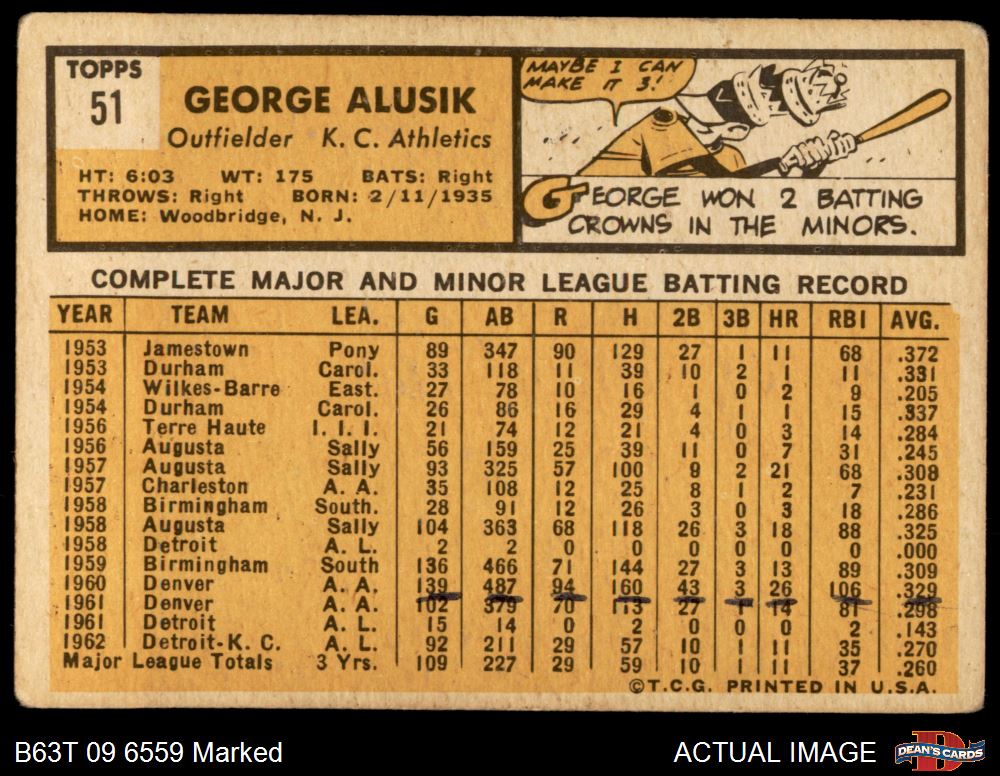 TOPPS
51
GEORGE ALUSIK
Outfielder K. C. Athletics
HT: 6:03 WT: 175 BATS: Right
THROWS: Right BORN: 2/11/1935
HOME: Woodbridge, N. J.
MAYBE I CAN
MAKE IT 3!
GEORGE WON 2 BATTING
CROWNS IN THE MINORS.
COMPLETE MAJOR AND MINOR LEAGUE BATTING RECORD
YEAR TEAM LEA. G AB R H 2B 3B HR RBI AVG.
1953 Jamestown Pony 89 347 90 129 27 1 11 68 .372
1953 Durham Carol. 33 118 11 39 10 2 1 11 .331
1954 Wilkes-Barre East. 27 78 10 16 1 0 2 9 .205
1954 Durham Carol. 26 86 16 29 4 1 1 15 .337
1956 Terre Haute I. I. I. 21 74 12 21 4 0 3 14 .284
1956 Augusta Sally 56 159 25 39 11 0 7 31 .245
1957 Augusta Sally 93 325 57 100 9 2 21 68 .308
1957 Charleston A. A. 35 108 12 25 8 1 2 7 .231
1958 Birmingham South. 28 91 12 26 3 0 3 18 .286
1958 Augusta Sally 104 363 68 118 26 3 18 88 .325
1958 Detroit A. L. 2 2 0 0 0 0 0 0 .000
1959 Birmingham South 136 466 71 144 27 3 13 89 .309
1960 Denver A. A. 139 487 94 160 43 3 26 106 .329
1961 Denver A. A. 102 379 70 113 27 1 14 81 .298
1961 Detroit A. L. 15 14 0 2 0 0 0 2 .143
1962 Detroit-K. C. A. L. 92 211 29 57 10 1 11 35 .270
Major League Totals 3 Yrs. 109 227 29 59 10 1 11 37 .260
©T.C.G. PRINTED IN U.S.A.
B63T 09 6559 Marked
ACTUAL IMAGE
DEAN'S CARDS